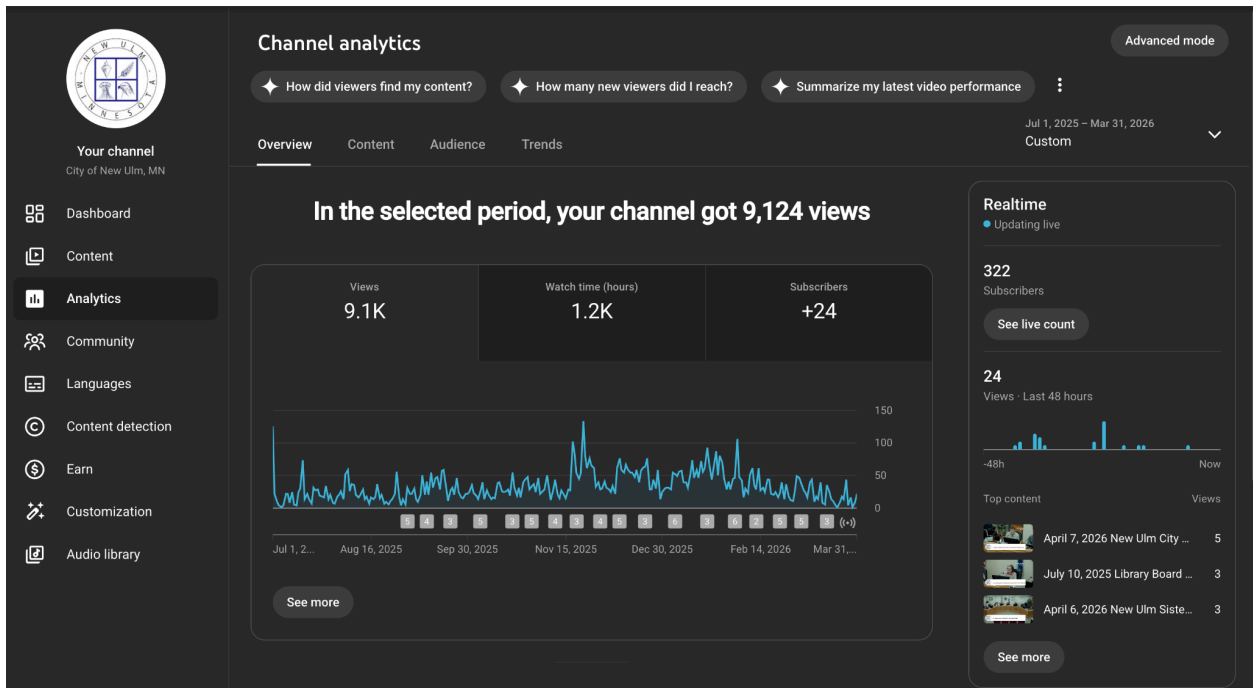 NEW ULM
MINNESOTA
Your channel
City of New Ulm, MN
Dashboard
Content
Analytics
Community
Languages
Content detection
Earn
Customization
Audio library
Channel analytics
Advanced mode
How did viewers find my content?
How many new viewers did I reach?
Summarize my latest video performance
Overview
Content
Audience
Trends
Jul 1, 2025 – Mar 31, 2026
Custom
In the selected period, your channel got 9,124 views
Views
9.1K
Watch time (hours)
1.2K
Subscribers
+24
150
100
50
0
5 4 3 5 3 5 4 3 4 5 3 6 3 6 2 5 5 3
Jul 1, 2... Aug 16, 2025 Sep 30, 2025 Nov 15, 2025 Dec 30, 2025 Feb 14, 2026 Mar 31,...
See more
Realtime
Updating live
322
Subscribers
See live count
24
Views · Last 48 hours
-48h Now
Top content Views
April 7, 2026 New Ulm City ... 5
July 10, 2025 Library Board ... 3
April 6, 2026 New Ulm Siste... 3
See more